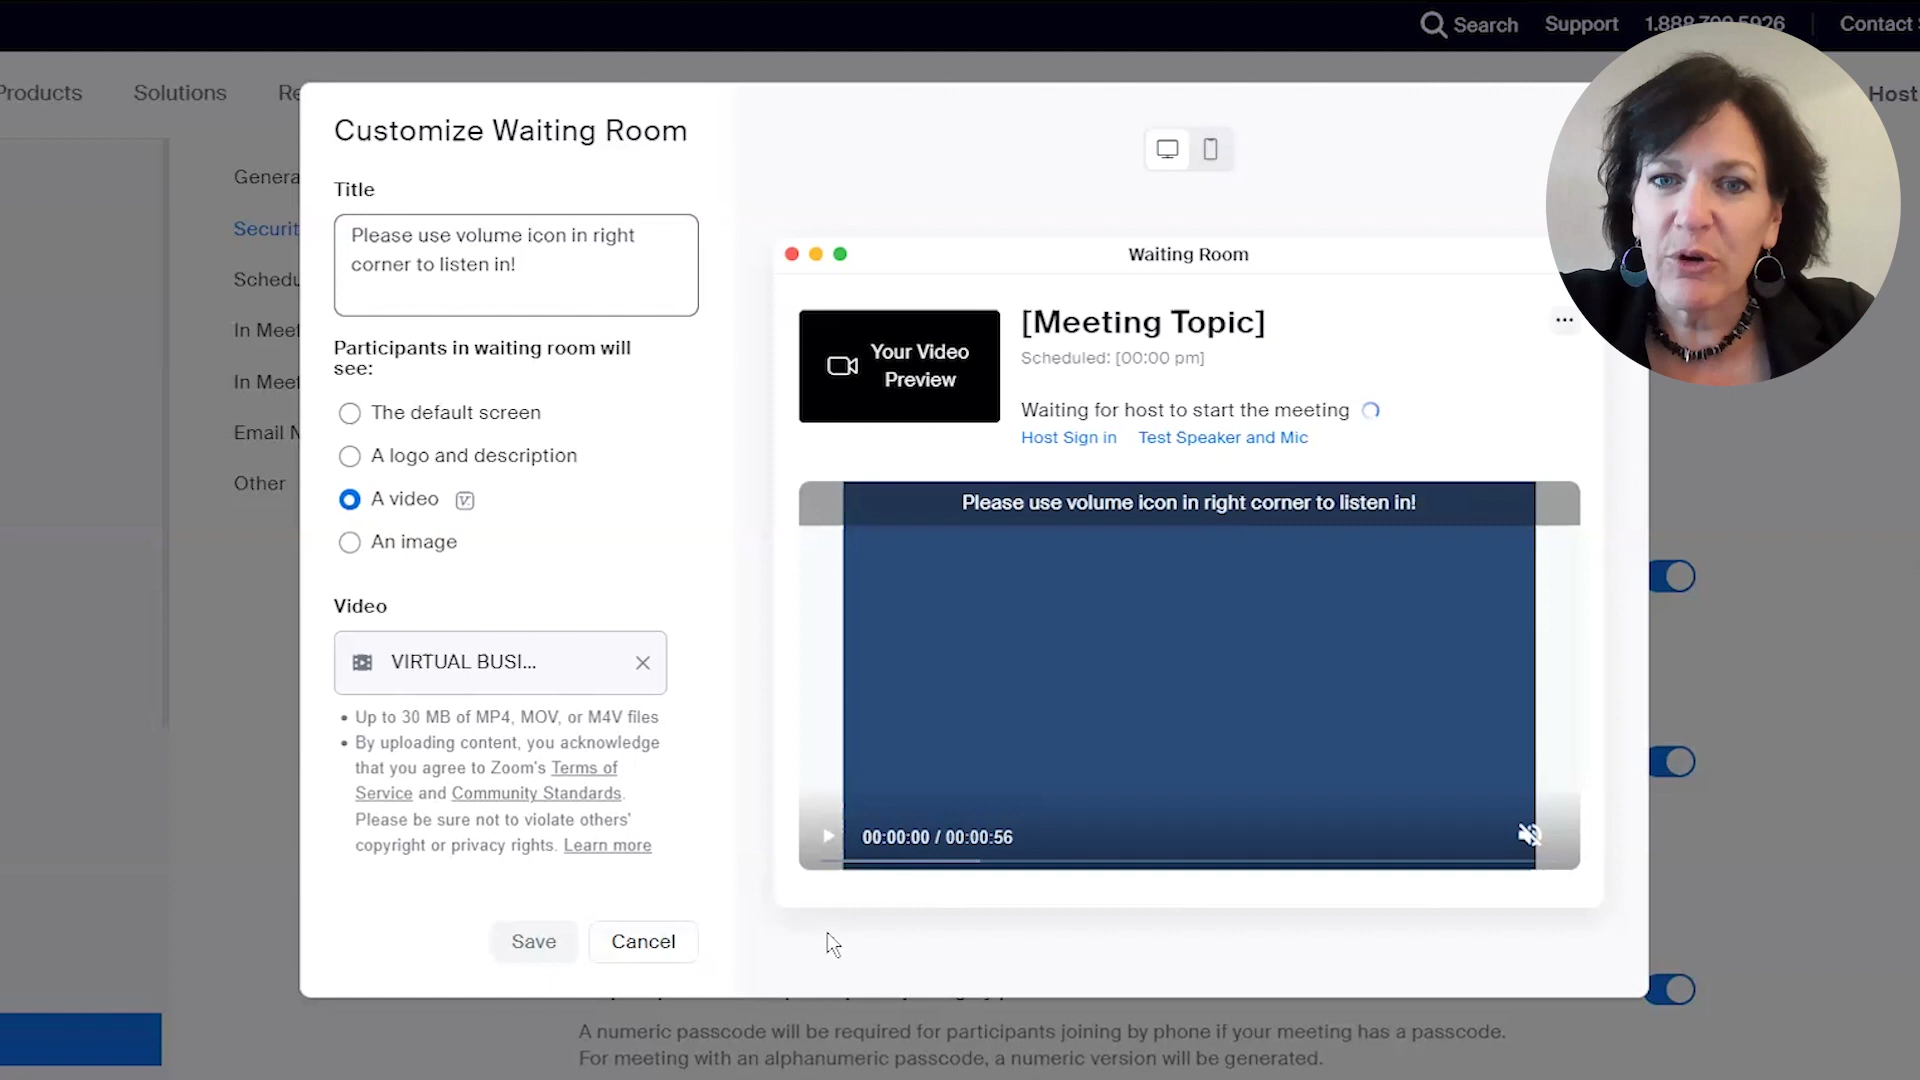 Search Support 1.888.799.5926 Contact
Products Solutions Host
Customize Waiting Room
Genera
Securit
Schedu
In Meet
In Meet
Email N
Other
Title
Please use volume icon in right
corner to listen in!
Participants in waiting room will
see:
The default screen
A logo and description
A video
An image
Video
VIRTUAL BUSI...
• Up to 30 MB of MP4, MOV, or M4V files
• By uploading content, you acknowledge
that you agree to Zoom's Terms of
Service and Community Standards.
Please be sure not to violate others'
copyright or privacy rights. Learn more
Save Cancel
Waiting Room
Your Video
Preview
[Meeting Topic]
Scheduled: [00:00 pm]
Waiting for host to start the meeting
Host Sign in Test Speaker and Mic
Please use volume icon in right corner to listen in!
00:00:00 / 00:00:56
A numeric passcode will be required for participants joining by phone if your meeting has a passcode.
For meeting with an alphanumeric passcode, a numeric version will be generated.